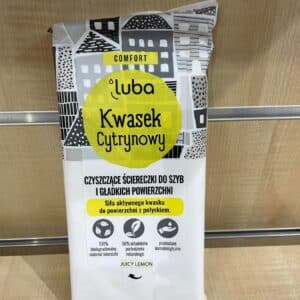 COMFORT
luba
Kwasek
Cytrynowy
CZYSZCZĄCE ŚCIERECZKI DO SZYB
I GŁADKICH POWIERZCHNI
Siła aktywnego kwasku
do powierzchni z połyskiem.
JUICY LEMON